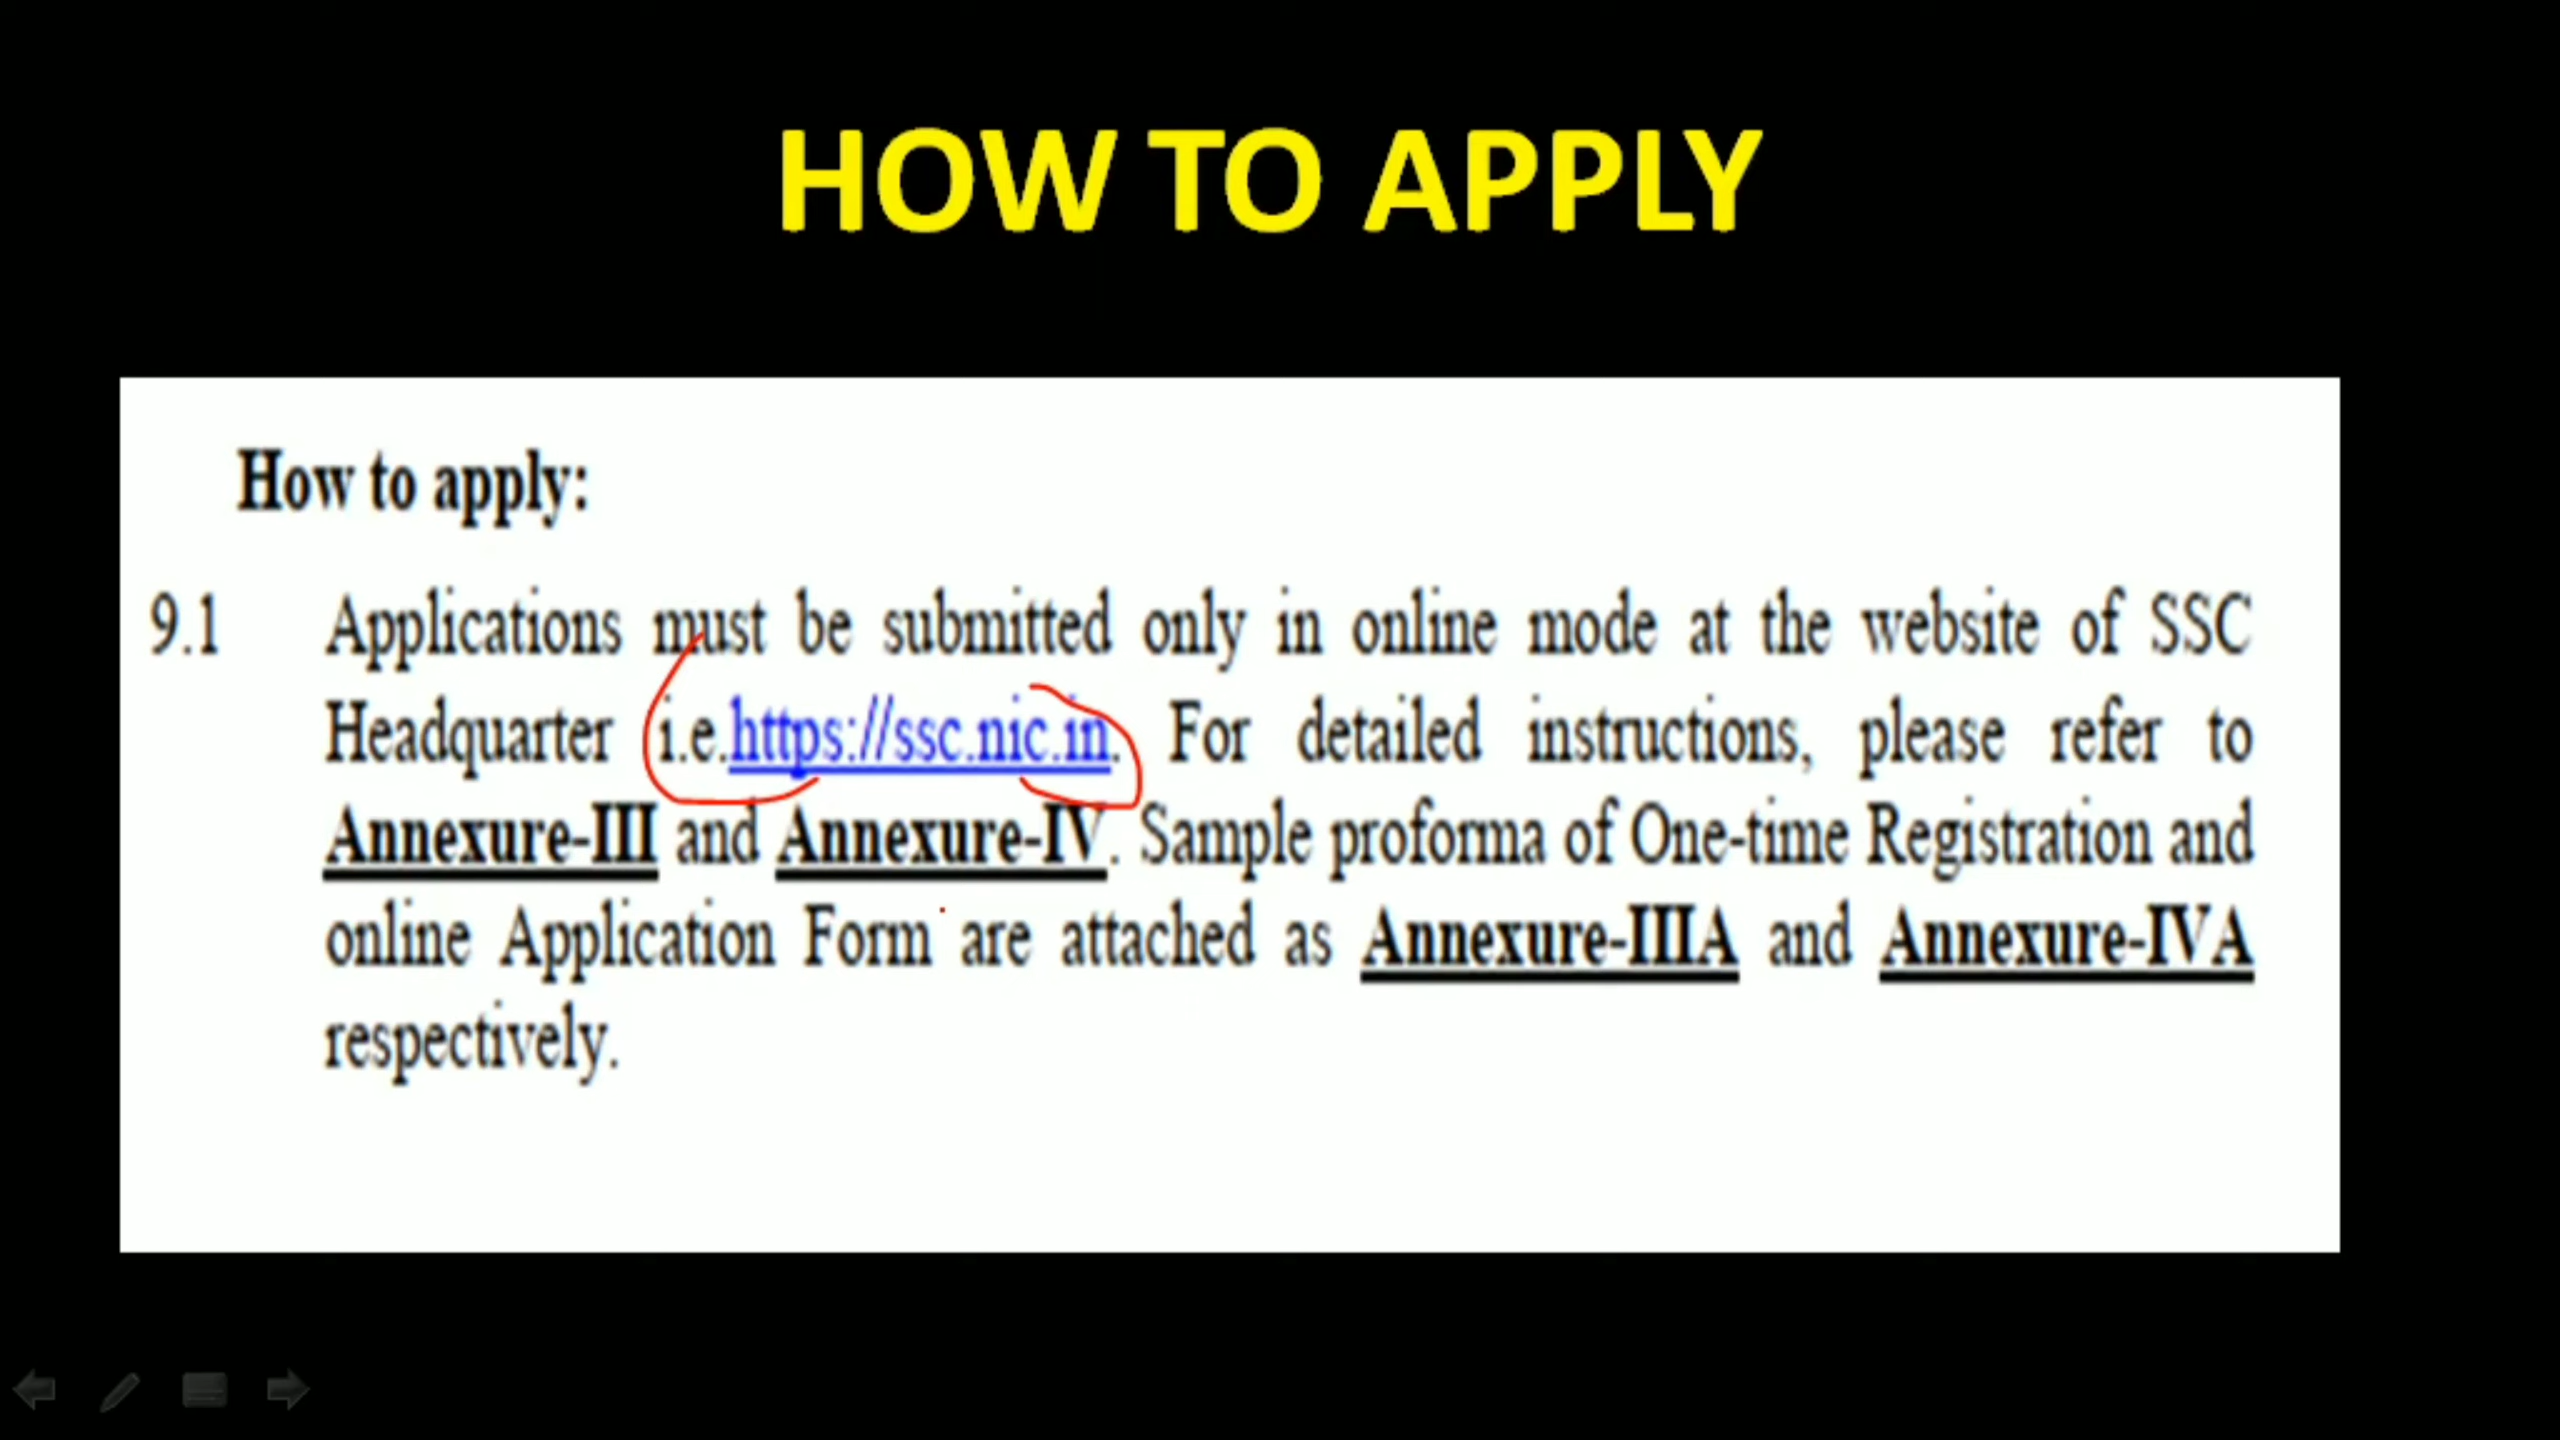 HOW TO APPLY
How to apply:
9.1 Applications must be submitted only in online mode at the website of SSC
Headquarter i.e.https://ssc.nic.in. For detailed instructions, please refer to
Annexure-III and Annexure-IV. Sample proforma of One-time Registration and
online Application Form are attached as Annexure-IIIA and Annexure-IVA
respectively.